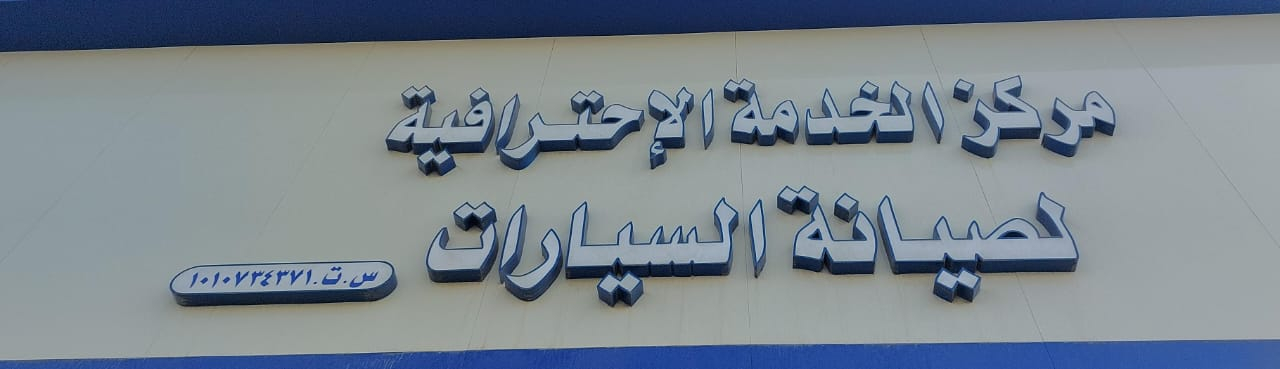 مركز الخدمة الإحترافية
لصيانة السيارات
س.ت.١٠١٠٧٣٤٣٧١